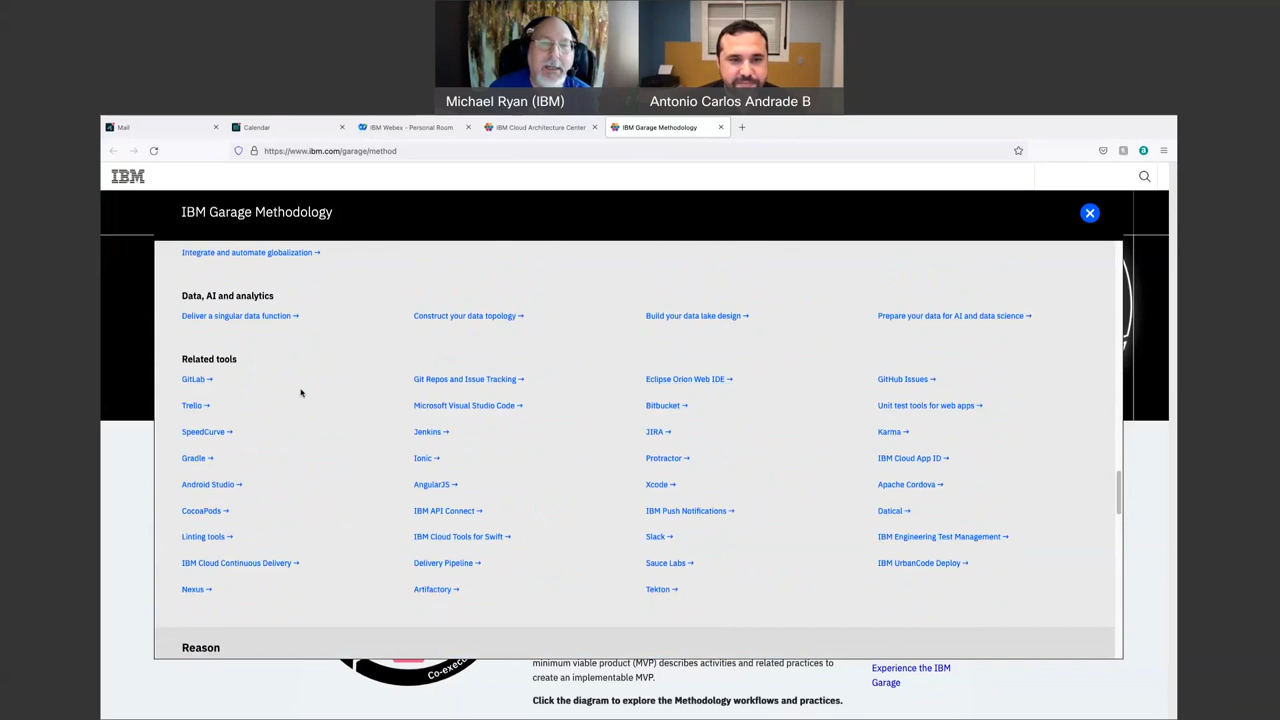 Michael Ryan (IBM)
Antonio Carlos Andrade B
Mail
Calendar
IBM Webex - Personal Room
IBM Cloud Architecture Center
IBM Garage Methodology
https://www.ibm.com/garage/method
IBM
IBM Garage Methodology
Integrate and automate globalization →
Data, AI and analytics
Deliver a singular data function → Construct your data topology → Build your data lake design → Prepare your data for AI and data science →
Related tools
GitLab → Git Repos and Issue Tracking → Eclipse Orion Web IDE → GitHub Issues →
Trello → Microsoft Visual Studio Code → Bitbucket → Unit test tools for web apps →
SpeedCurve → Jenkins → JIRA → Karma →
Gradle → Ionic → Protractor → IBM Cloud App ID →
Android Studio → AngularJS → Xcode → Apache Cordova →
CocoaPods → IBM API Connect → IBM Push Notifications → Datical →
Linting tools → IBM Cloud Tools for Swift → Slack → IBM Engineering Test Management →
IBM Cloud Continuous Delivery → Delivery Pipeline → Sauce Labs → IBM UrbanCode Deploy →
Nexus → Artifactory → Tekton →
Reason
Co-exec
minimum viable product (MVP) describes activities and related practices to
create an implementable MVP.
Click the diagram to explore the Methodology workflows and practices.
Experience the IBM
Garage